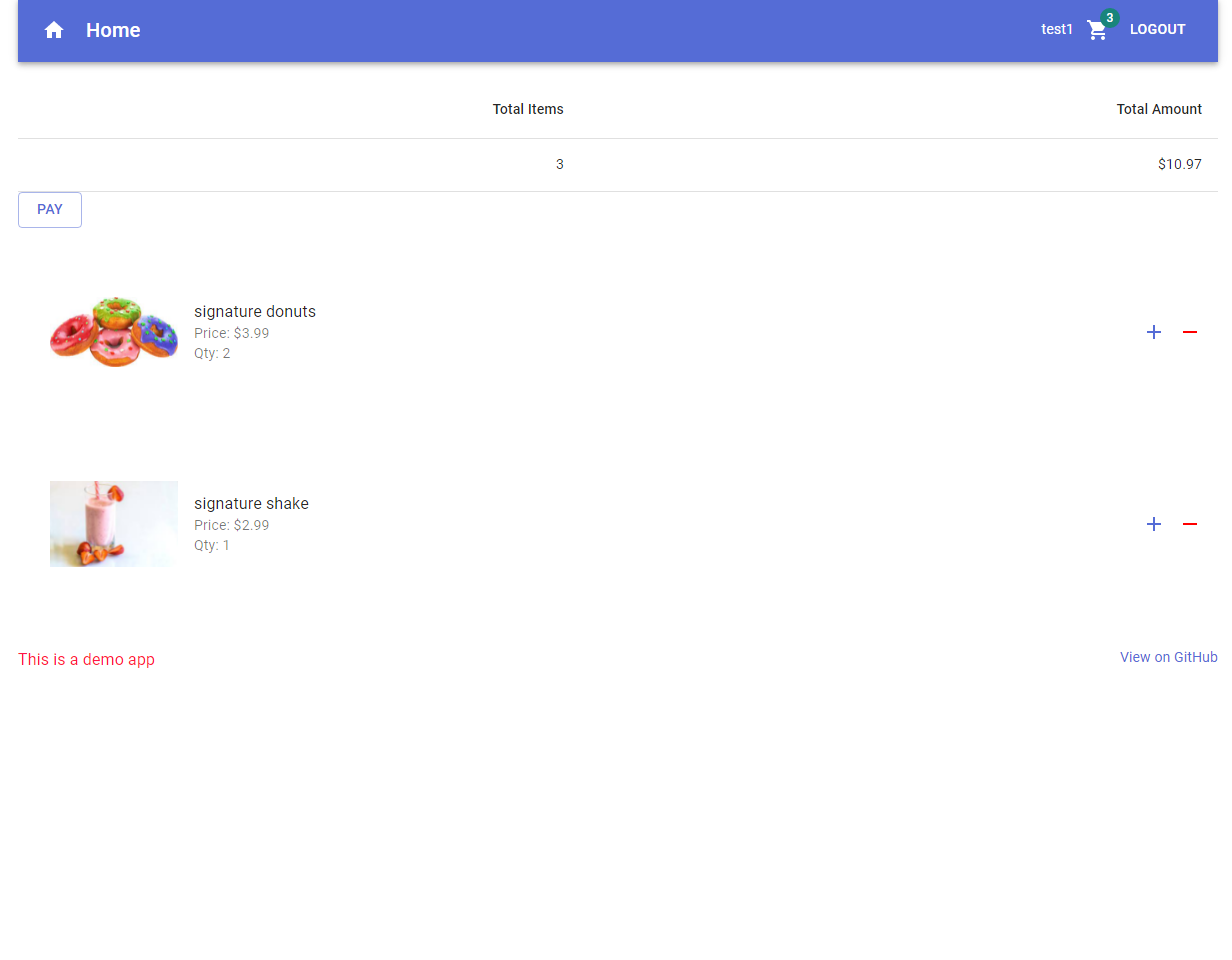 Home
test1 3 LOGOUT
Total Items Total Amount
3 $10.97
PAY
signature donuts
Price: $3.99
Qty: 2
signature shake
Price: $2.99
Qty: 1
This is a demo app
View on GitHub